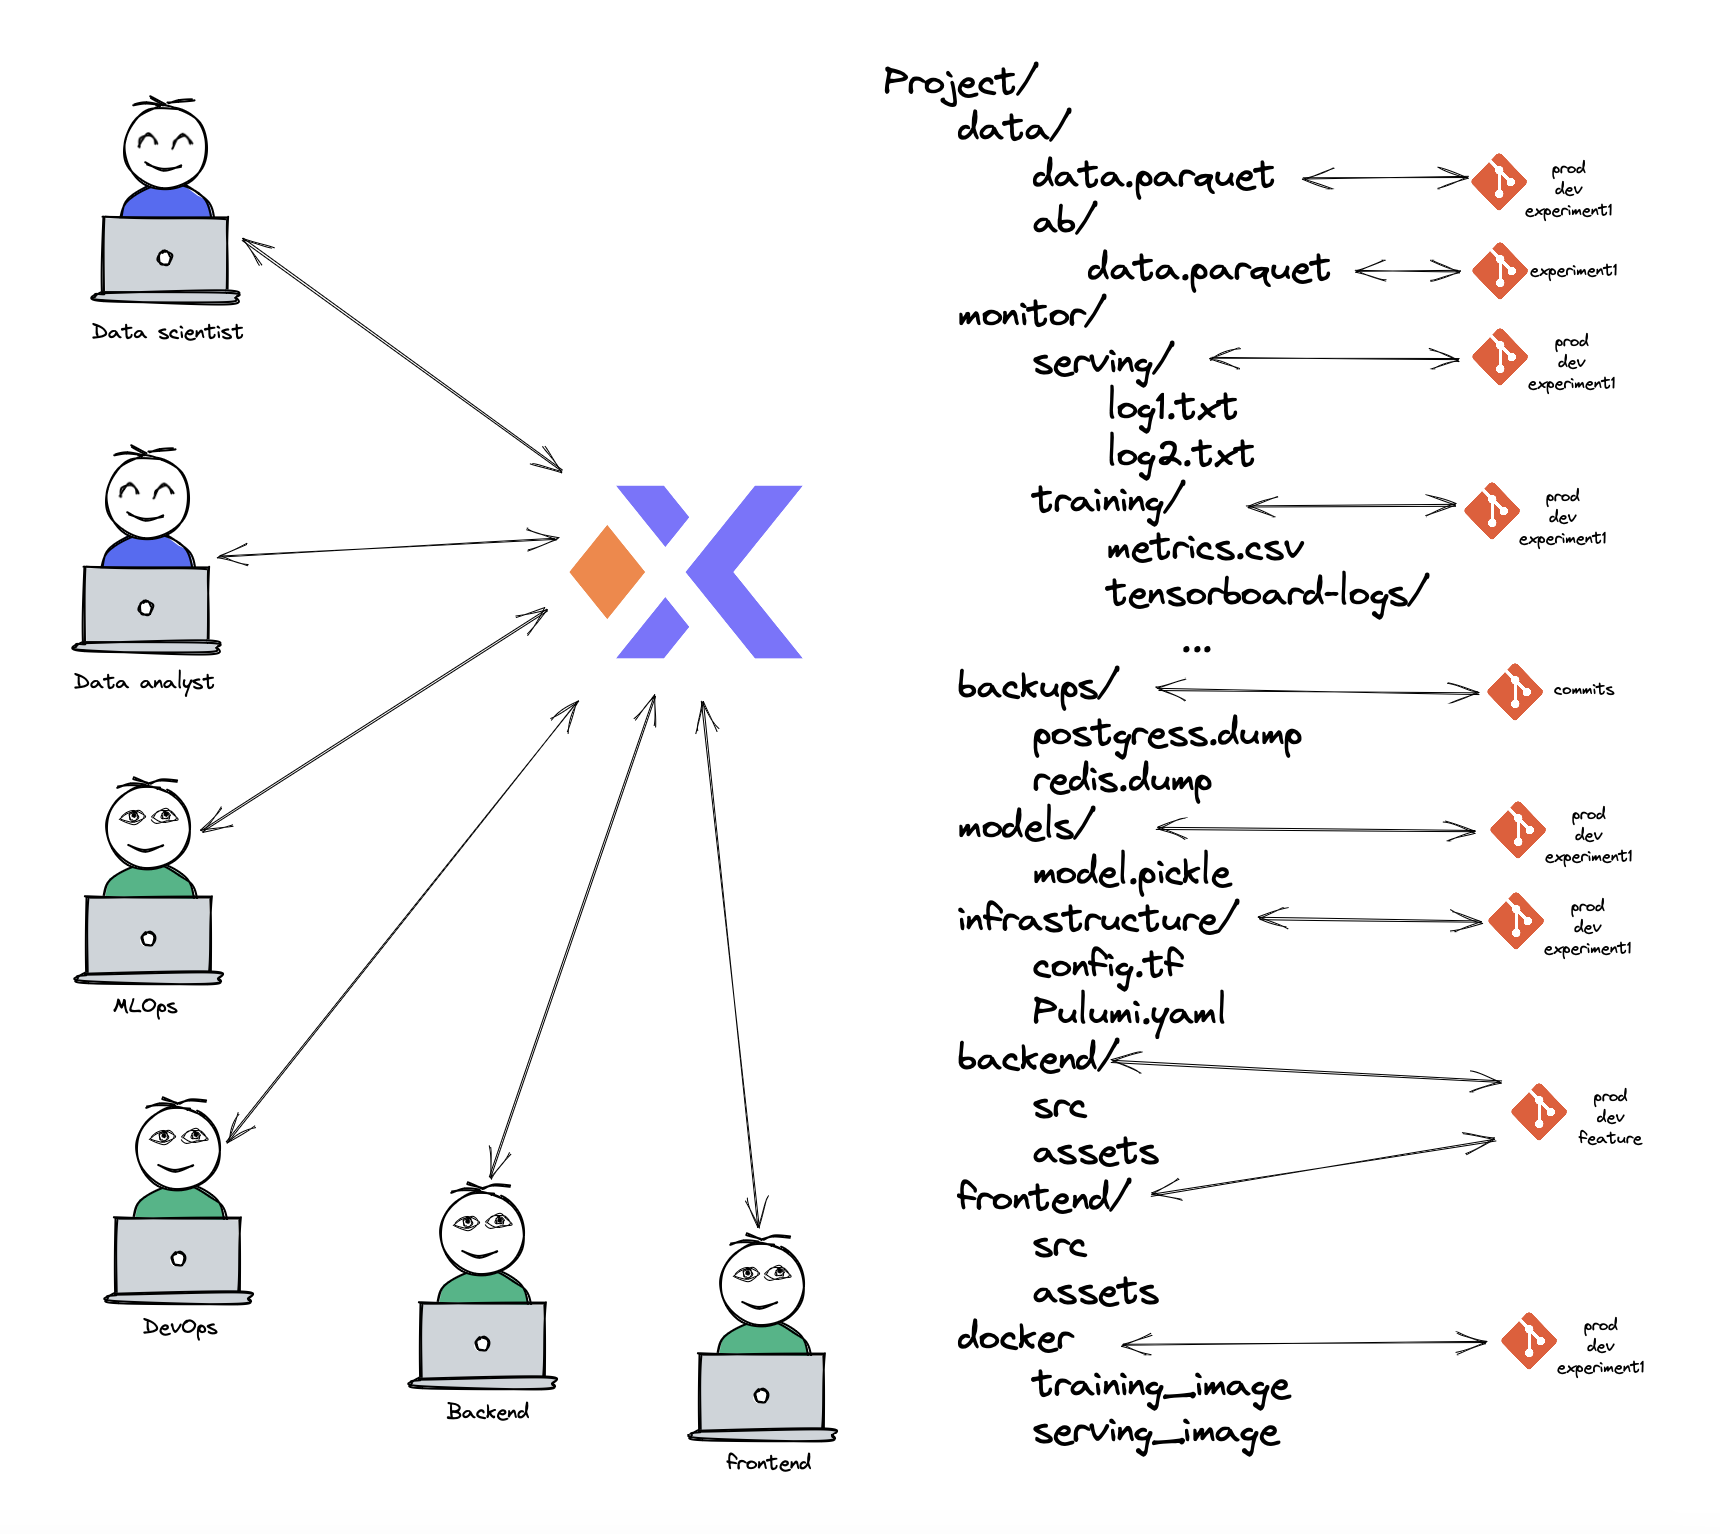 Data scientist
Data analyst
MLOps
DevOps
Backend
frontend
Project/
data/
data.parquet
prod
dev
experiment1
ab/
data.parquet
experiment1
monitor/
serving/
prod
dev
experiment1
log1.txt
log2.txt
training/
prod
dev
experiment1
metrics.csv
tensorboard-logs/
...
backups/
commits
postgress.dump
redis.dump
models/
prod
dev
experiment1
model.pickle
infrastructure/
prod
dev
experiment1
config.tf
Pulumi.yaml
backend/
src
assets
prod
dev
feature
frontend/
src
assets
docker
prod
dev
experiment1
training_image
serving_image